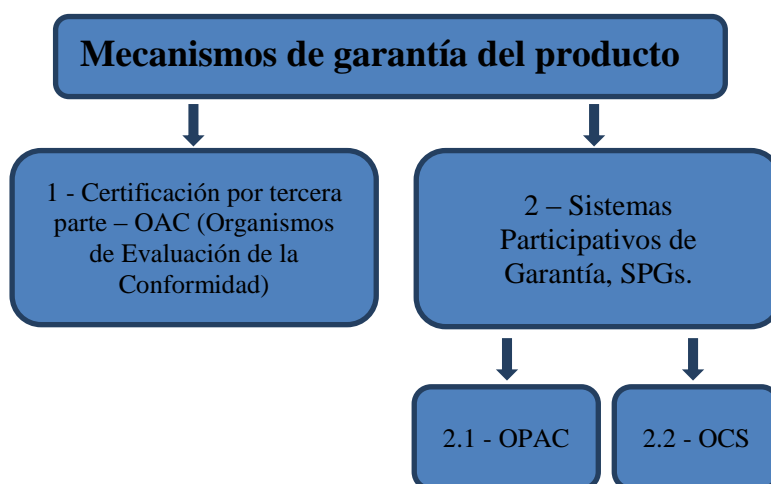 Mecanismos de garantía del producto
1 - Certificación por tercera
parte – OAC (Organismos
de Evaluación de la
Conformidad)
2 – Sistemas
Participativos de
Garantía, SPGs.
2.1 - OPAC
2.2 - OCS